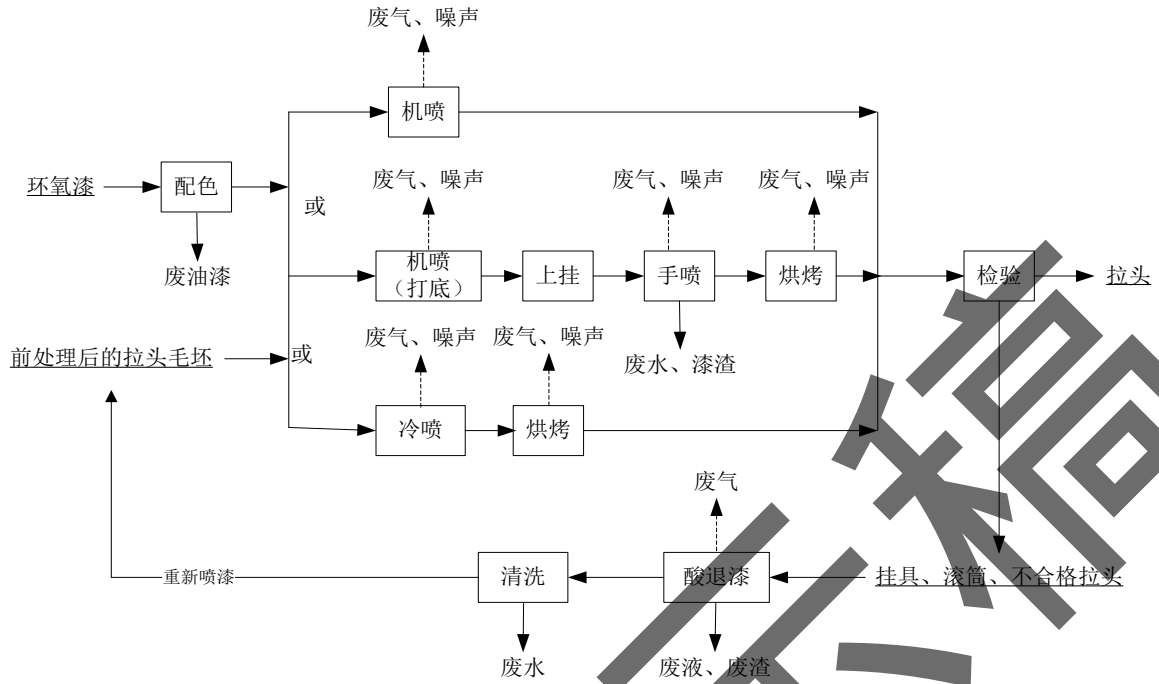 废气、噪声
机喷
环氧漆
配色
废油漆
或
废气、噪声
废气、噪声
废气、噪声
机喷
（打底）
上挂
手喷
烘烤
检验
拉头
废水、漆渣
前处理后的拉头毛坯
或
废气、噪声
废气、噪声
冷喷
烘烤
废气
重新喷漆
清洗
酸退漆
挂具、滚筒、不合格拉头
废水
废液、废渣